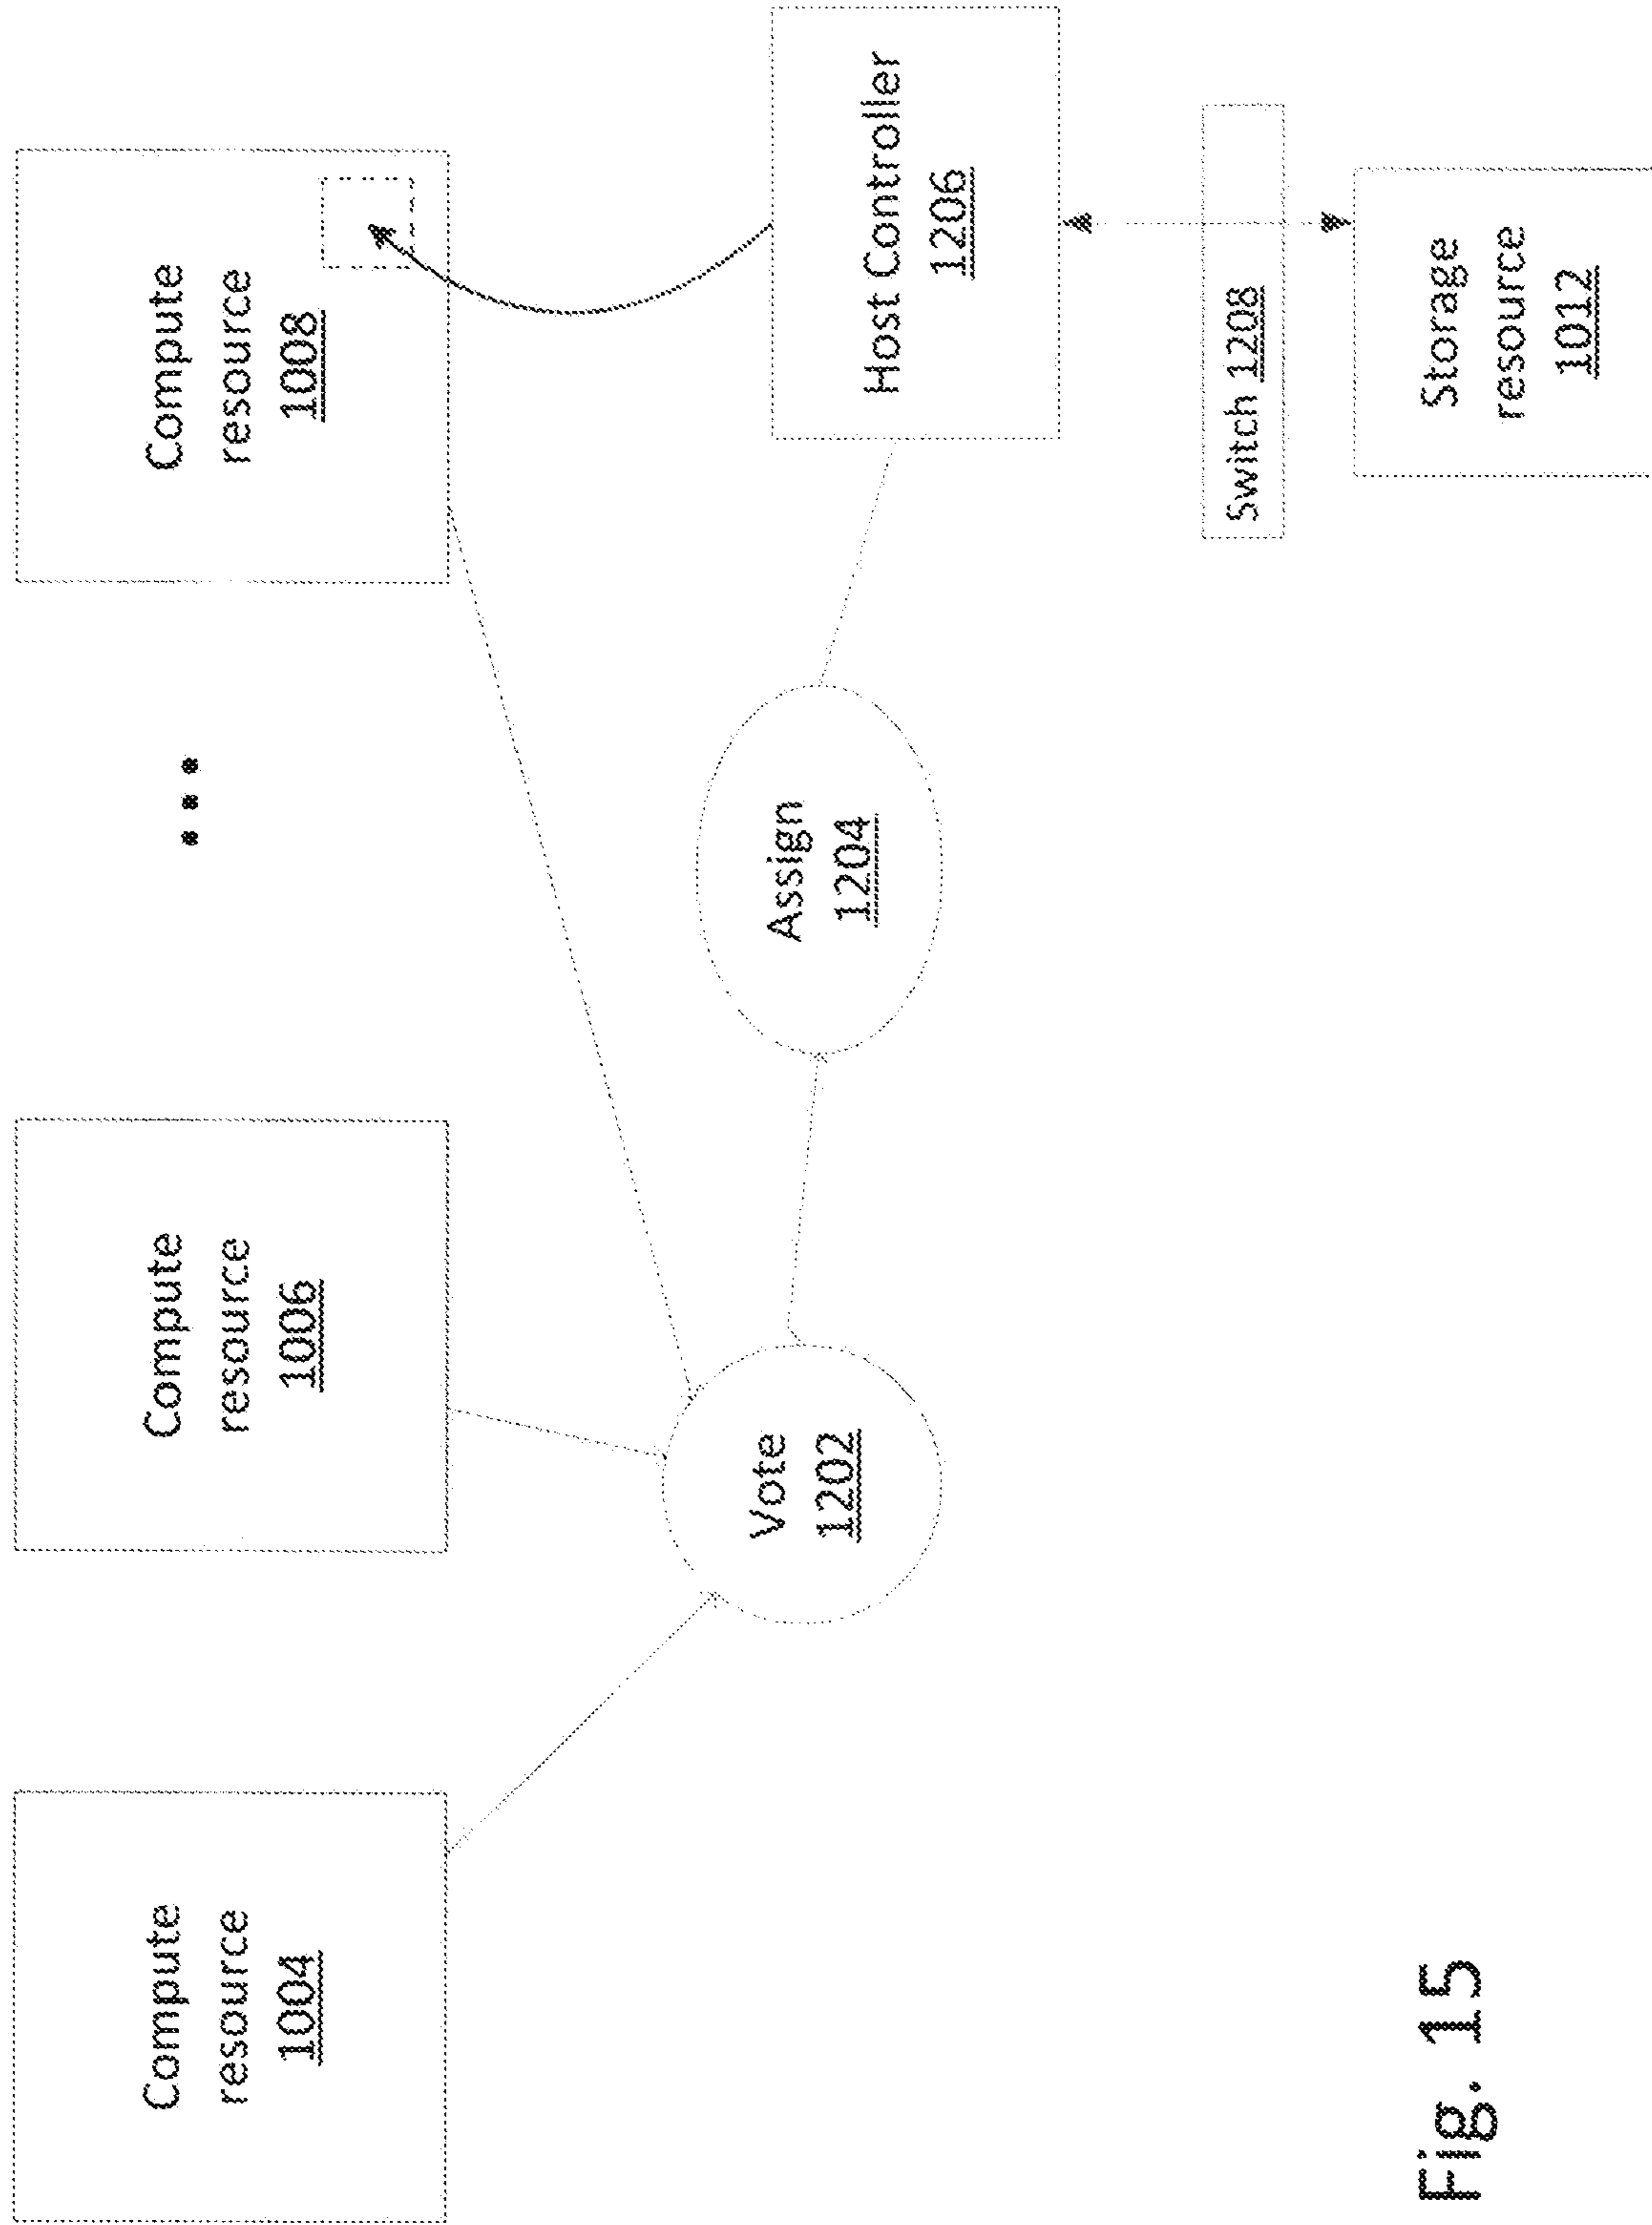 Compute
resource
1004
Compute
resource
1006
• • •
Compute
resource
1008
Vote
1202
Assign
1204
Host Controller
1206
Switch 1208
Storage
resource
1012
Fig. 15